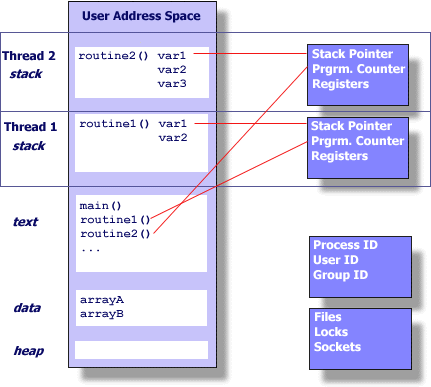 User Address Space
Thread 2
stack
routine2() var1
var2
var3
Stack Pointer
Prgrm. Counter
Registers
Thread 1
stack
routine1() var1
var2
Stack Pointer
Prgrm. Counter
Registers
text
main()
routine1()
routine2()
...
Process ID
User ID
Group ID
data
arrayA
arrayB
Files
Locks
Sockets
heap